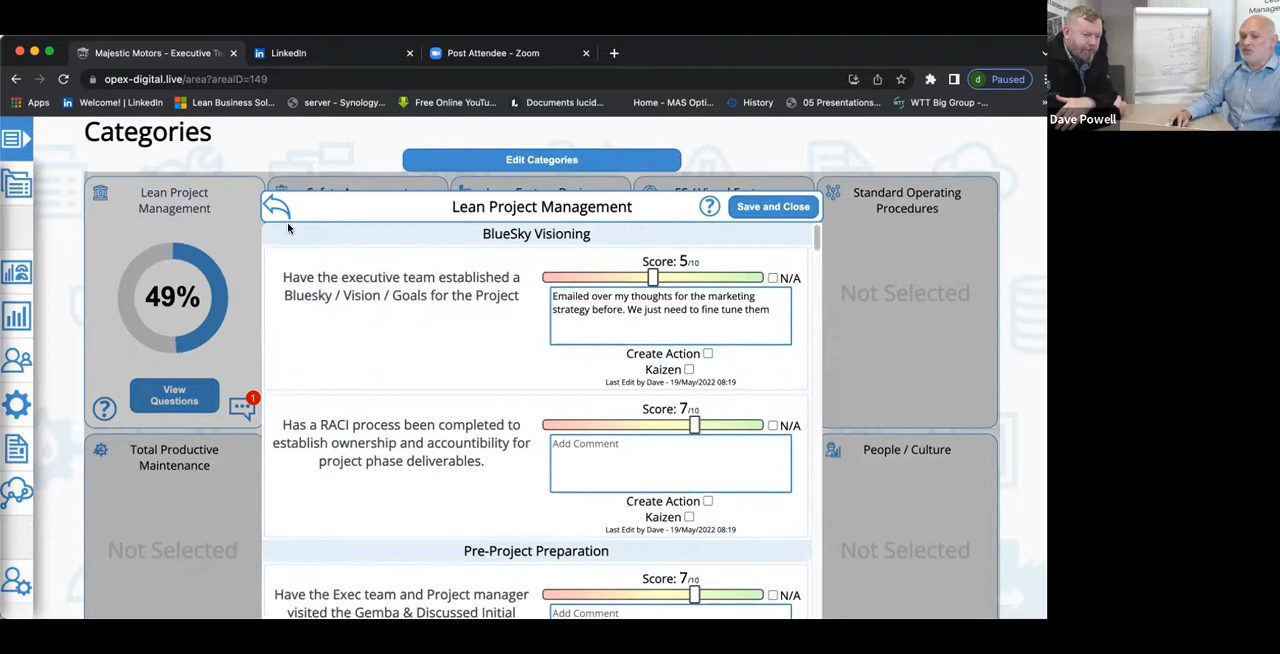 Majestic Motors - Executive Te
LinkedIn
Post Attendee - Zoom
opex-digital.live/area?areaID=149
d Paused
Apps
Welcome! | LinkedIn
Lean Business Sol...
server - Synology...
Free Online YouTu...
Documents lucid...
Home - MAS Opti...
History
05 Presentations...
WTT Big Group -...
Dave Powell
Categories
Edit Categories
Lean Project
Management
49%
View
Questions
1
Standard Operating
Procedures
Not Selected
Lean Project Management
Save and Close
BlueSky Visioning
Have the executive team established a
Bluesky / Vision / Goals for the Project
Score: 5/10
N/A
Emailed over my thoughts for the marketing
strategy before. We just need to fine tune them
Create Action
Kaizen
Last Edit by Dave - 19/May/2022 08:19
Has a RACI process been completed to
establish ownership and accountibility for
project phase deliverables.
Score: 7/10
N/A
Add Comment
Create Action
Kaizen
Last Edit by Dave - 19/May/2022 08:19
Pre-Project Preparation
Have the Exec team and Project manager
visited the Gemba & Discussed Initial
Score: 7/10
N/A
Add Comment
Total Productive
Maintenance
Not Selected
People / Culture
Not Selected